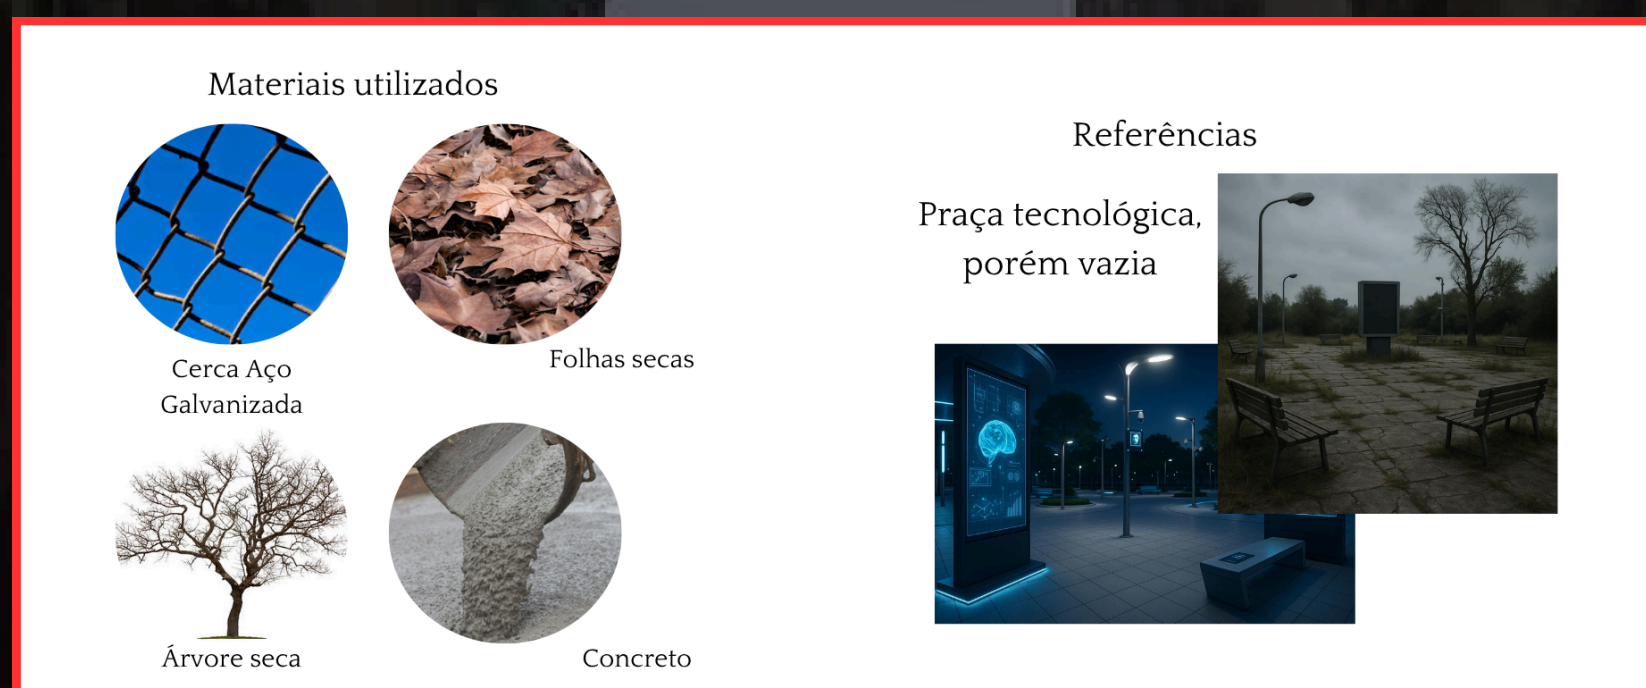 Materiais utilizados
Cerca Aço
Galvanizada
Folhas secas
Árvore seca
Concreto
Referências
Praça tecnológica,
porém vazia